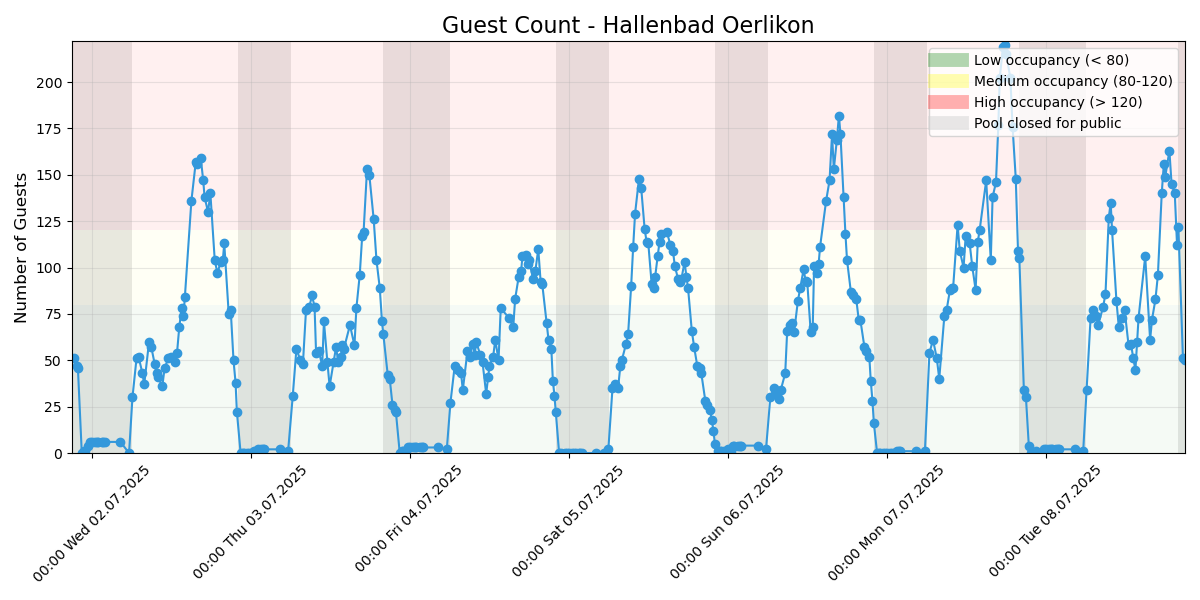 Guest Count - Hallenbad Oerlikon
Number of Guests
200
175
150
125
100
75
50
25
0
Low occupancy (< 80)
Medium occupancy (80-120)
High occupancy (> 120)
Pool closed for public
00:00 Wed 02.07.2025
00:00 Thu 03.07.2025
00:00 Fri 04.07.2025
00:00 Sat 05.07.2025
00:00 Sun 06.07.2025
00:00 Mon 07.07.2025
00:00 Tue 08.07.2025